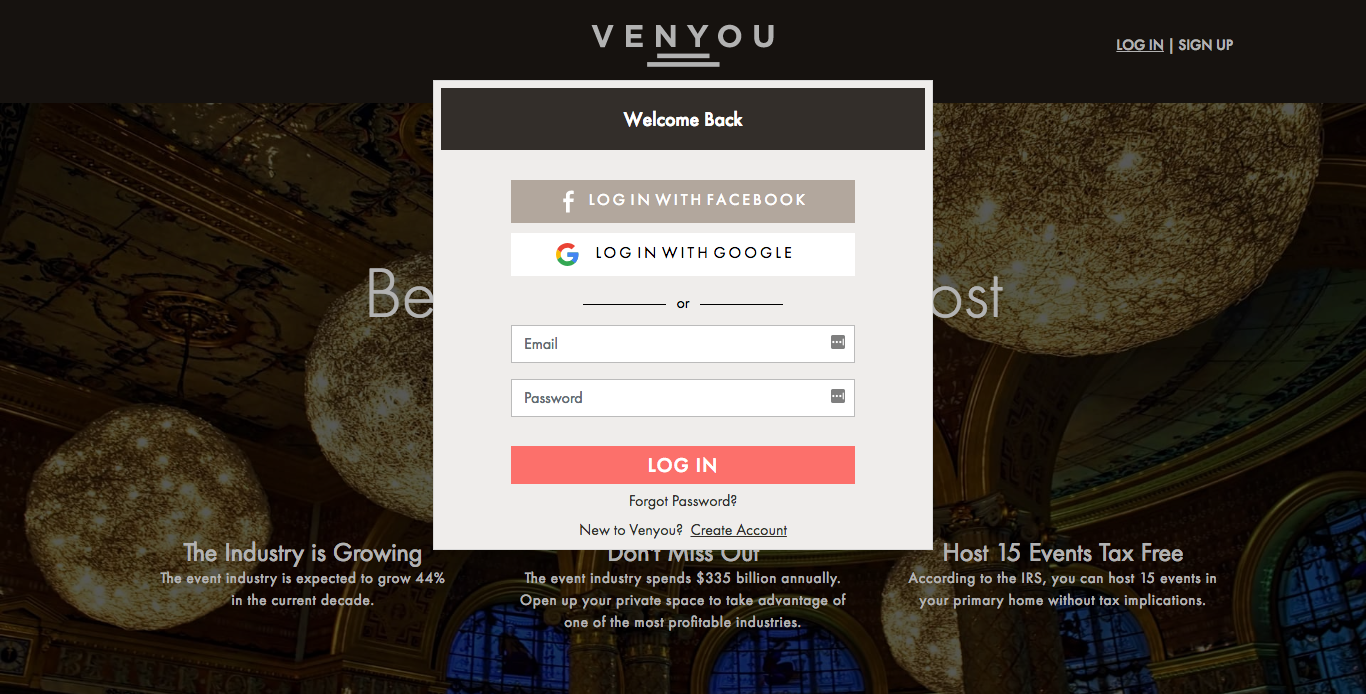 VENYOU
LOG IN | SIGN UP
Welcome Back
LOG IN WITH FACEBOOK
LOG IN WITH GOOGLE
or
Email
Password
LOG IN
Forgot Password?
New to Venyou? Create Account
The Industry is Growing
The event industry is expected to grow 44%
in the current decade.
Don't Miss Out
The event industry spends $335 billion annually.
Open up your private space to take advantage of
one of the most profitable industries.
Host 15 Events Tax Free
According to the IRS, you can host 15 events in
your primary home without tax implications.